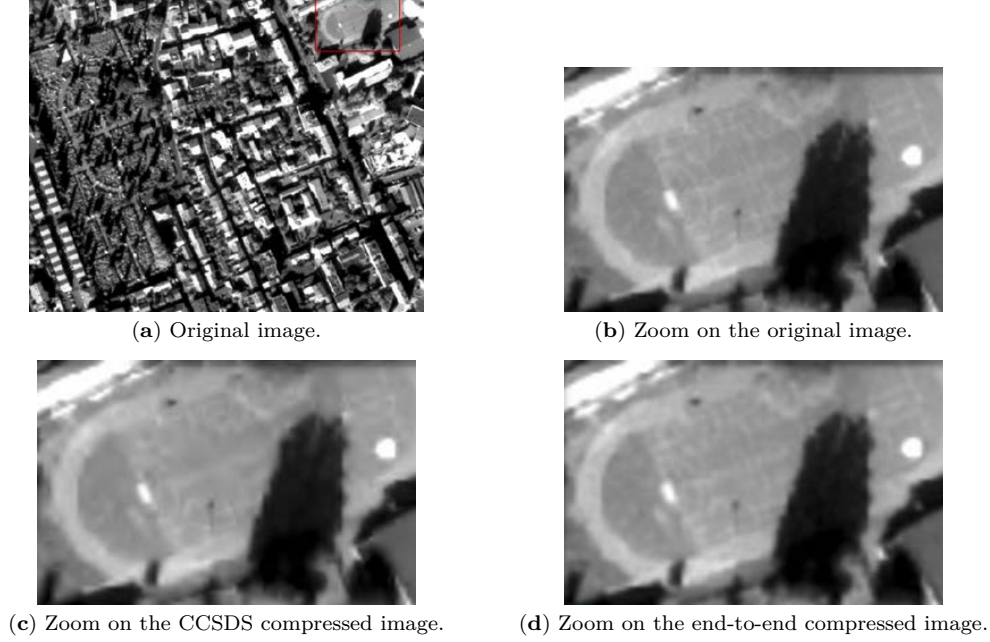 (a) Original image.
(b) Zoom on the original image.
(c) Zoom on the CCSDS compressed image.
(d) Zoom on the end-to-end compressed image.